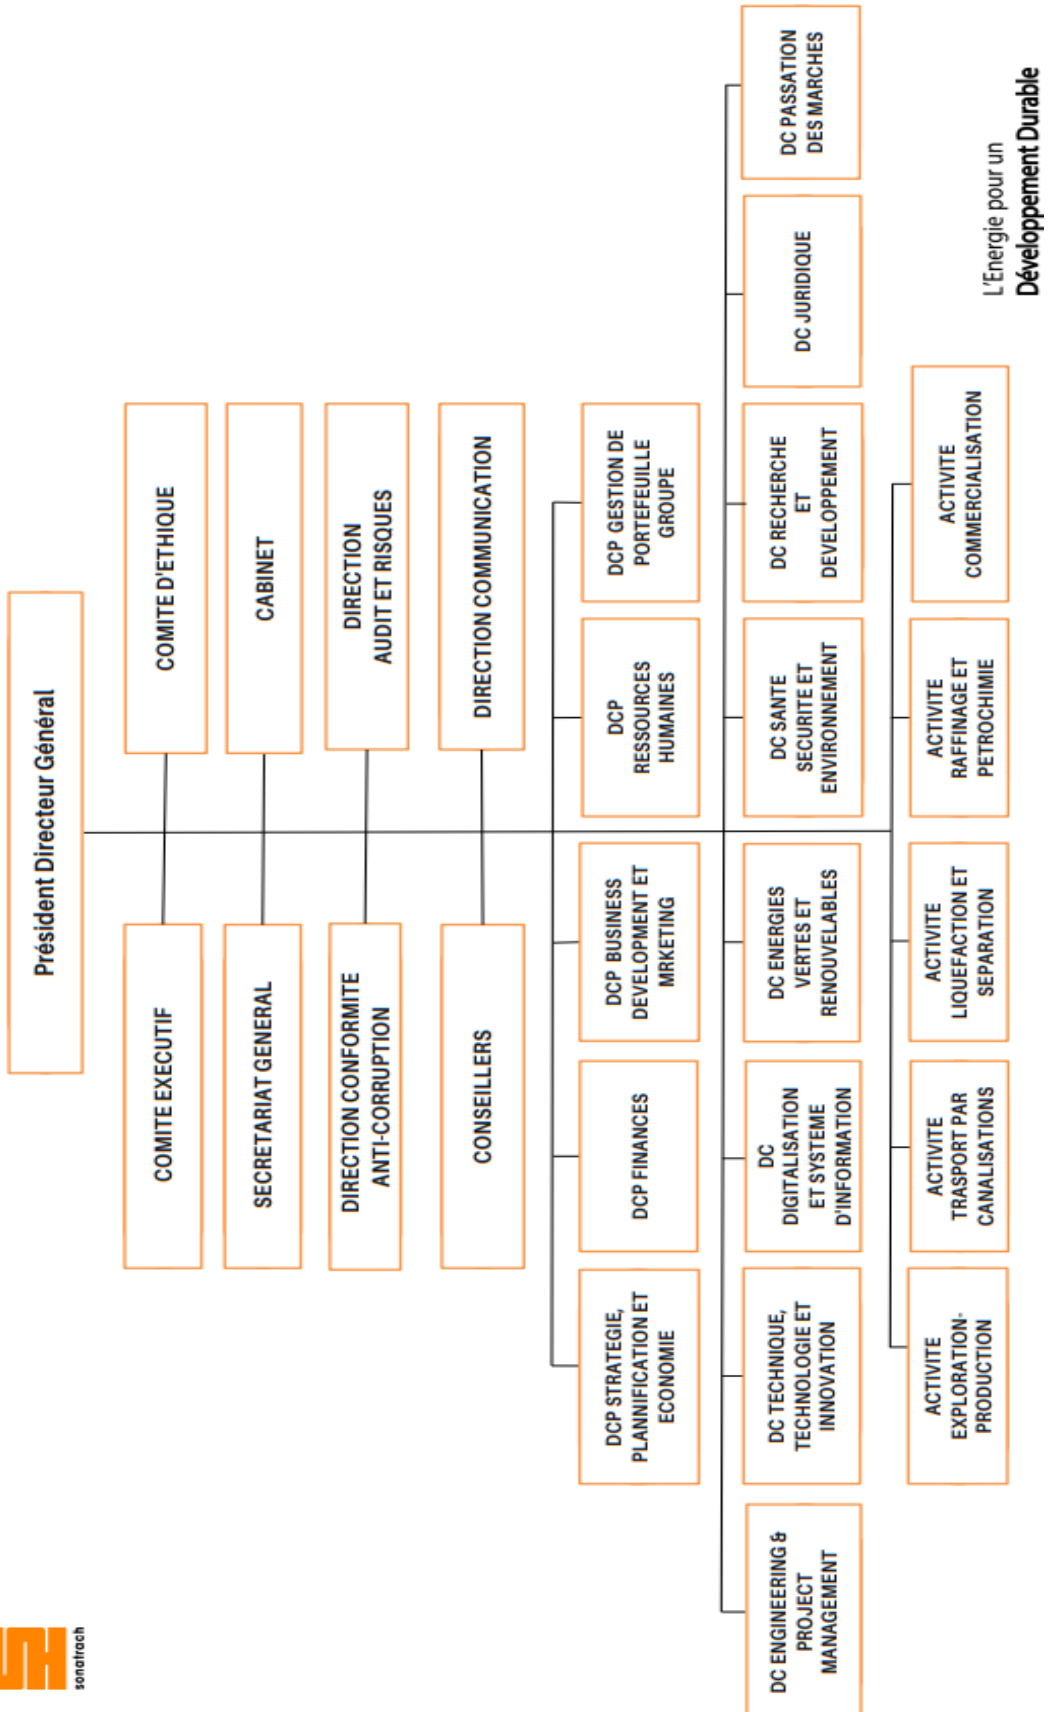 sonatrach
Président Directeur Général
COMITE EXECUTIF
COMITE D'ETHIQUE
SECRETARIAT GENERAL
CABINET
DIRECTION CONFORMITE
ANTI-CORRUPTION
DIRECTION
AUDIT ET RISQUES
CONSEILLERS
DIRECTION COMMUNICATION
DCP STRATEGIE,
PLANNIFICATION ET
ECONOMIE
DCP FINANCES
DCP BUSINESS
DEVELOPMENT ET
MRKETING
DCP
RESSOURCES
HUMAINES
DCP GESTION DE
PORTEFEUILLE
GROUPE
DC ENGINEERING &
PROJECT
MANAGEMENT
DC TECHNIQUE,
TECHNOLOGIE ET
INNOVATION
DC
DIGITALISATION
ET SYSTEME
D'INFORMATION
DC ENERGIES
VERTES ET
RENOUVELABLES
DC SANTE
SECURITE ET
ENVIRONNEMENT
DC RECHERCHE
ET
DEVELOPPEMENT
DC JURIDIQUE
DC PASSATION
DES MARCHES
ACTIVITE
EXPLORATION-
PRODUCTION
ACTIVITE
TRASPORT PAR
CANALISATIONS
ACTIVITE
LIQUEFACTION ET
SEPARATION
ACTIVITE
RAFFINAGE ET
PETROCHIMIE
ACTIVITE
COMMERCIALISATION
L'Energie pour un
Développement Durable